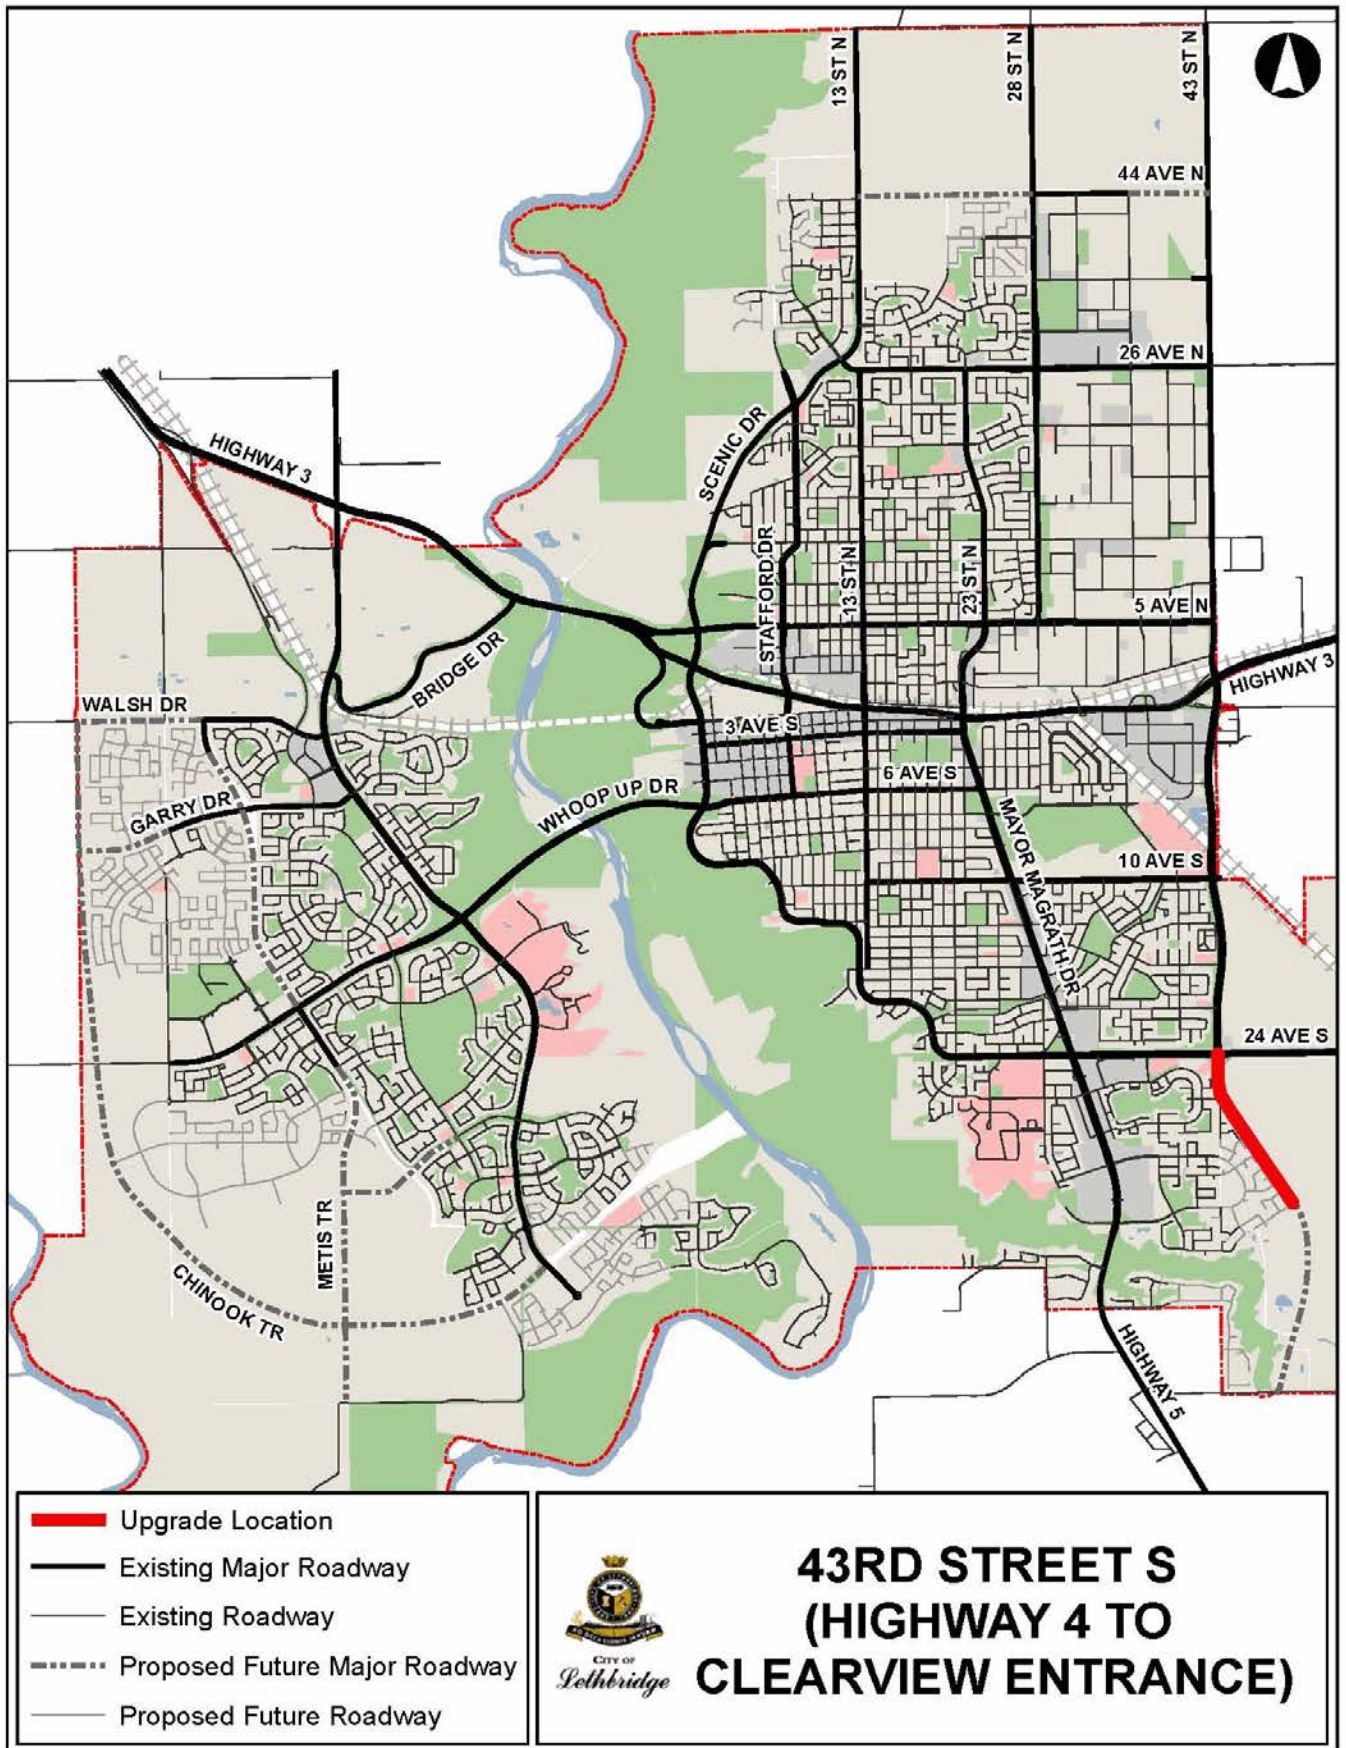 13 ST N
28 ST N
43 ST N
44 AVE N
26 AVE N
HIGHWAY 3
SCENIC DR
STAFFORD DR
13 ST N
23 ST N
5 AVE N
BRIDGE DR
HIGHWAY 3
WALSH DR
3 AVE S
6 AVE S
GARRY DR
WHOOP UP DR
MAYOR MAGRATH DR
10 AVE S
24 AVE S
METIS TR
CHINOOK TR
HIGHWAY 5
Upgrade Location
Existing Major Roadway
Existing Roadway
Proposed Future Major Roadway
Proposed Future Roadway
CITY OF
Lethbridge
43RD STREET S
(HIGHWAY 4 TO
CLEARVIEW ENTRANCE)